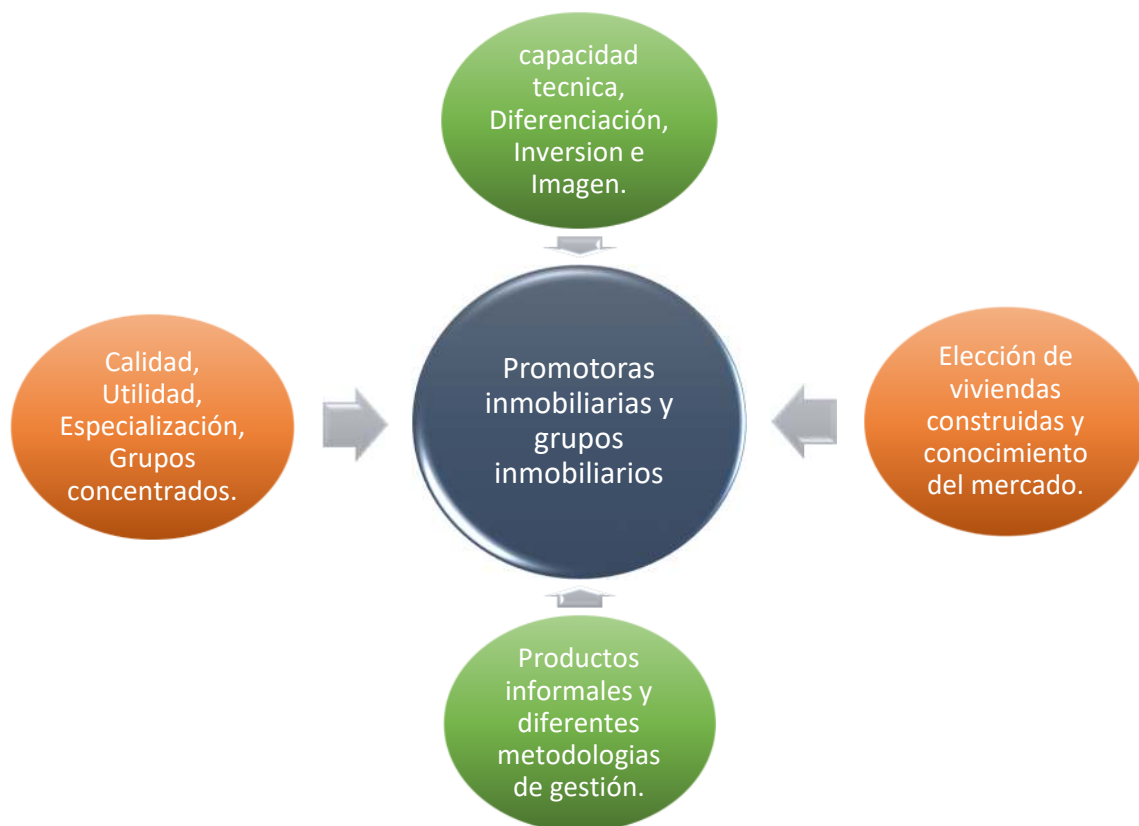 capacidad
tecnica,
Diferenciación,
Inversion e
Imagen.
Calidad,
Utilidad,
Especialización,
Grupos
concentrados.
Promotoras
inmobiliarias y
grupos
inmobiliarios
Elección de
viviendas
construidas y
conocimiento
del mercado.
Productos
informales y
diferentes
metodologias
de gestión.